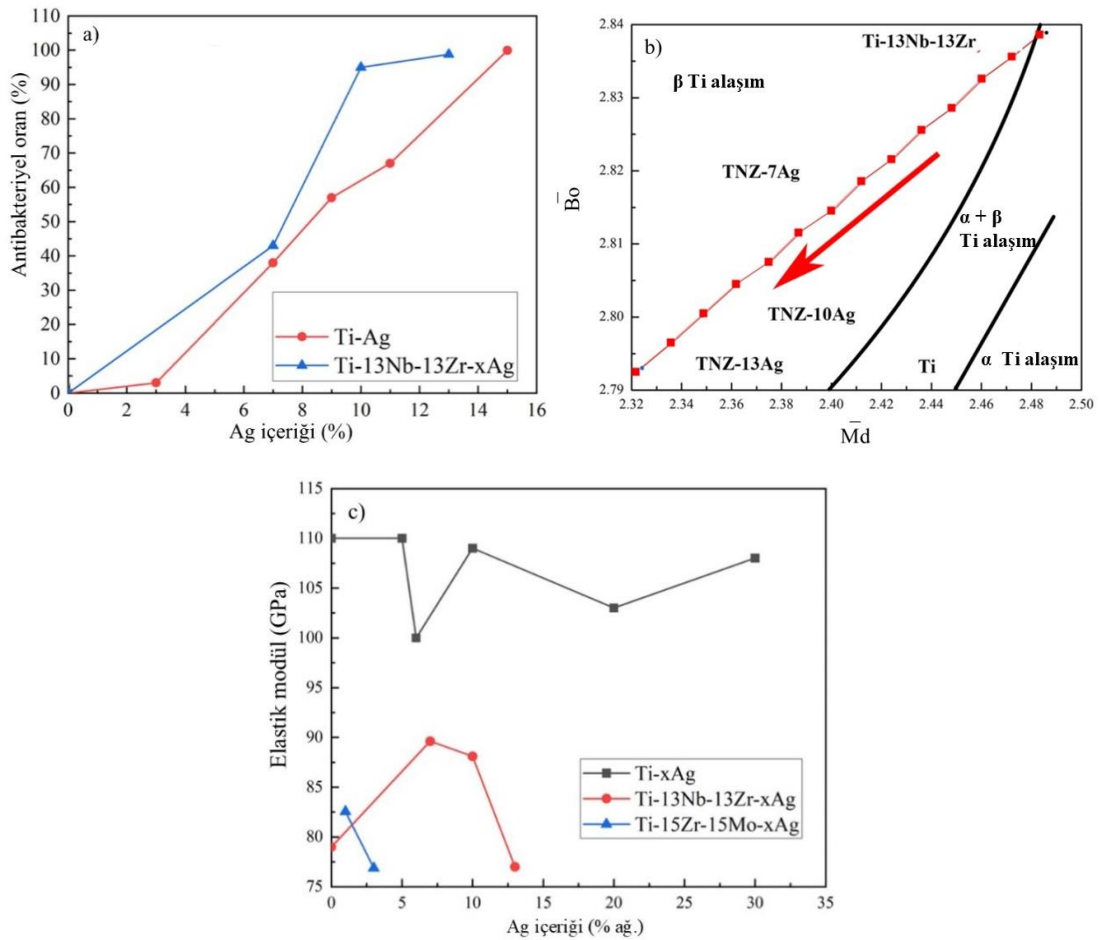 a)
Antibakteriyel oran (%)
110
100
90
80
70
60
50
40
30
20
10
0
0 2 4 6 8 10 12 14 16
Ag içeriği (%)
Ti-Ag
Ti-13Nb-13Zr-xAg
b)
B̅o
2.84
2.83
2.82
2.81
2.80
2.79
Ti-13Nb-13Zr
β Ti alaşım
TNZ-7Ag
α + β
Ti alaşım
TNZ-10Ag
TNZ-13Ag
Ti
α Ti alaşım
2.32 2.34 2.36 2.38 2.40 2.42 2.44 2.46 2.48 2.50
M̅d
c)
Elastik modül (GPa)
115
110
105
100
95
90
85
80
75
Ti-xAg
Ti-13Nb-13Zr-xAg
Ti-15Zr-15Mo-xAg
0 5 10 15 20 25 30 35
Ag içeriği (% ağ.)